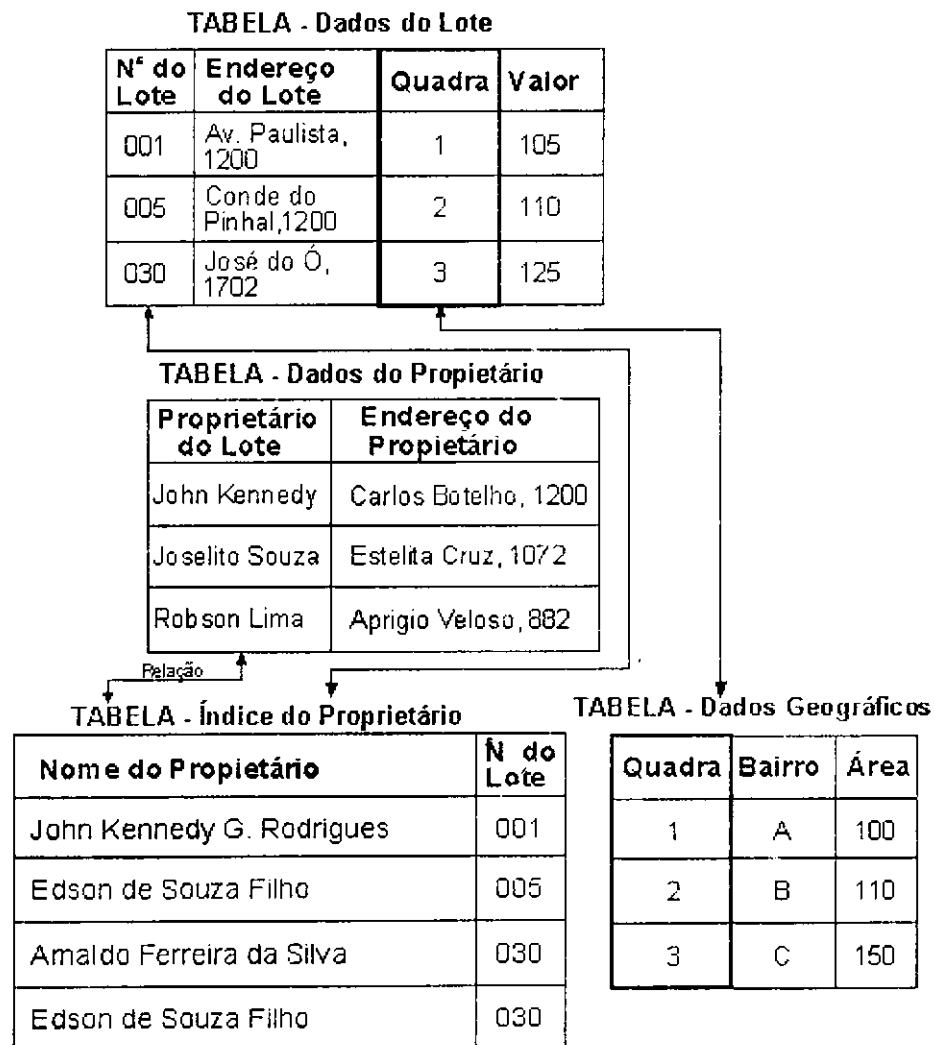 TABELA - Dados do Lote
N° do Lote Endereço do Lote Quadra Valor
001 Av. Paulista, 1200 1 105
005 Conde do Pinhal,1200 2 110
030 José do Ó, 1702 3 125
TABELA - Dados do Propietário
Proprietário do Lote Endereço do Propietário
John Kennedy Carlos Botelho, 1200
Joselito Souza Estelita Cruz, 1072
Robson Lima Aprigio Veloso, 882
Relação
TABELA - Índice do Proprietário
Nome do Propietário N do Lote
John Kennedy G. Rodrigues 001
Edson de Souza Filho 005
Arnaldo Ferreira da Silva 030
Edson de Souza Filho 030
TABELA - Dados Geográficos
Quadra Bairro Área
1 A 100
2 B 110
3 C 150